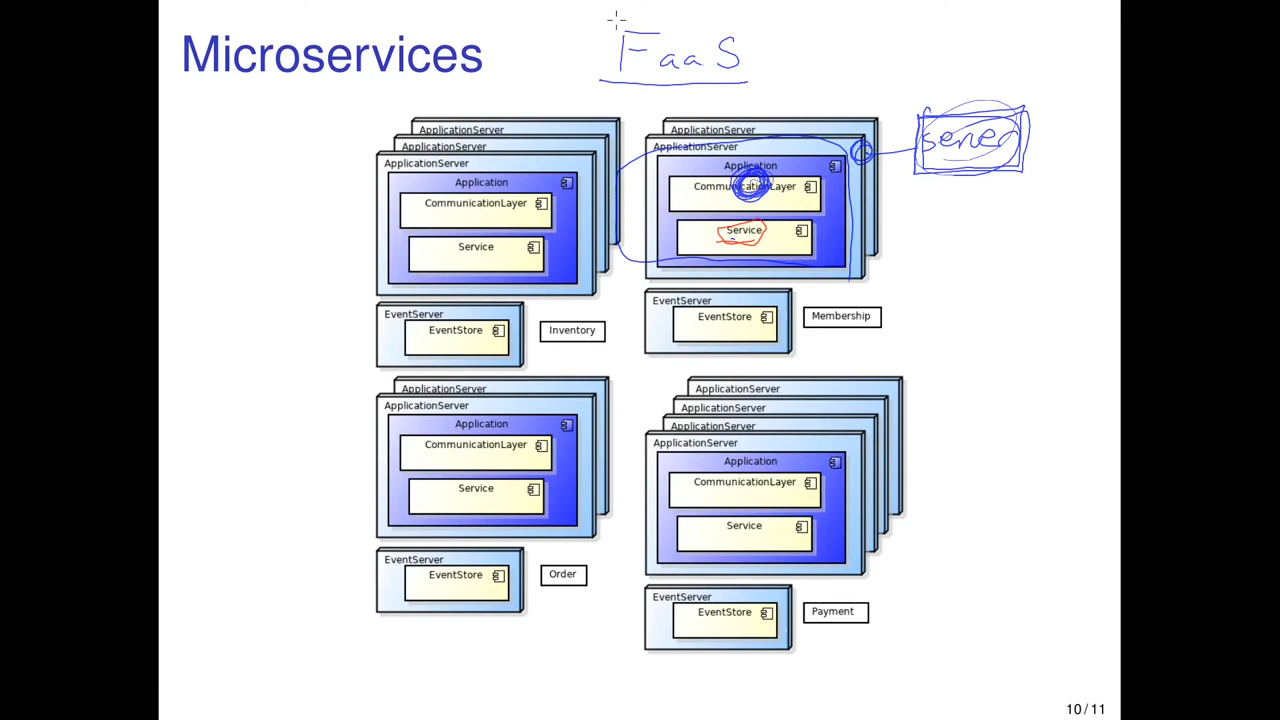 Microservices
FaaS
ApplicationServer
ApplicationServer
ApplicationServer
Application
CommunicationLayer
Service
EventServer
EventStore
Inventory
ApplicationServer
ApplicationServer
Application
CommunicationLayer
Service
EventServer
EventStore
Membership
server
ApplicationServer
ApplicationServer
Application
CommunicationLayer
Service
EventServer
EventStore
Order
ApplicationServer
ApplicationServer
ApplicationServer
ApplicationServer
Application
CommunicationLayer
Service
EventServer
EventStore
Payment
10 / 11